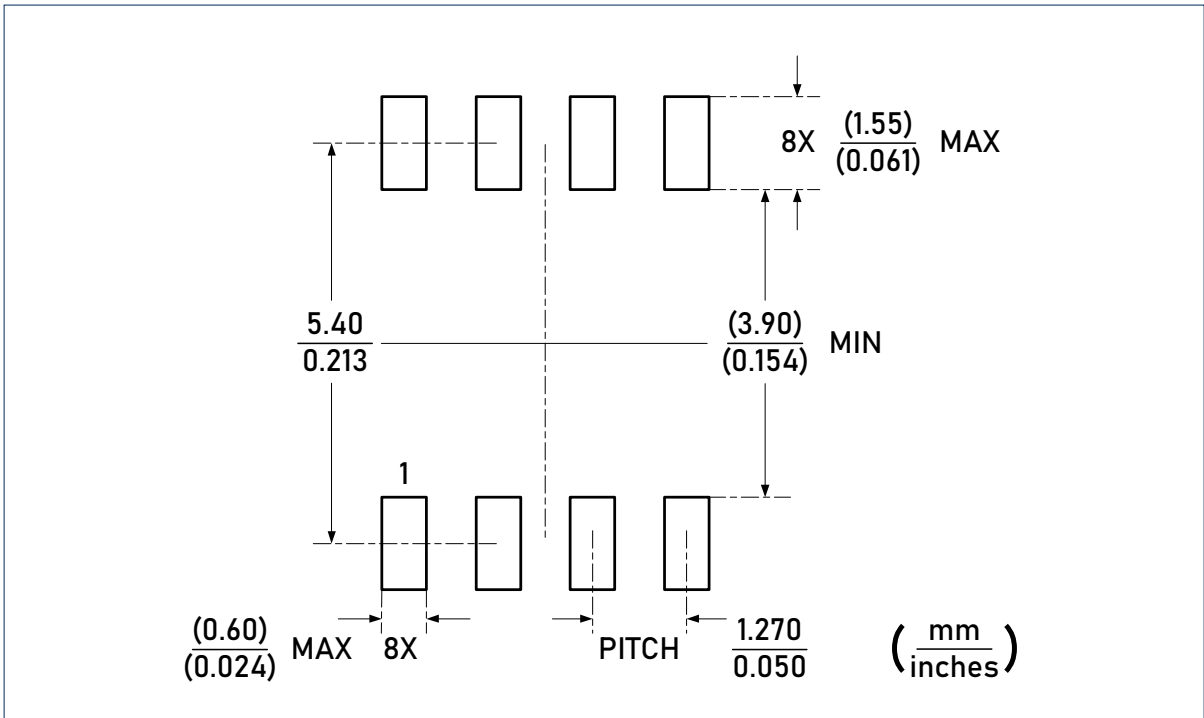 8X (1.55) MAX
(0.061)
5.40
0.213
(3.90) MIN
(0.154)
1
(0.60) MAX 8X
(0.024)
PITCH 1.270
0.050
(mm
inches)